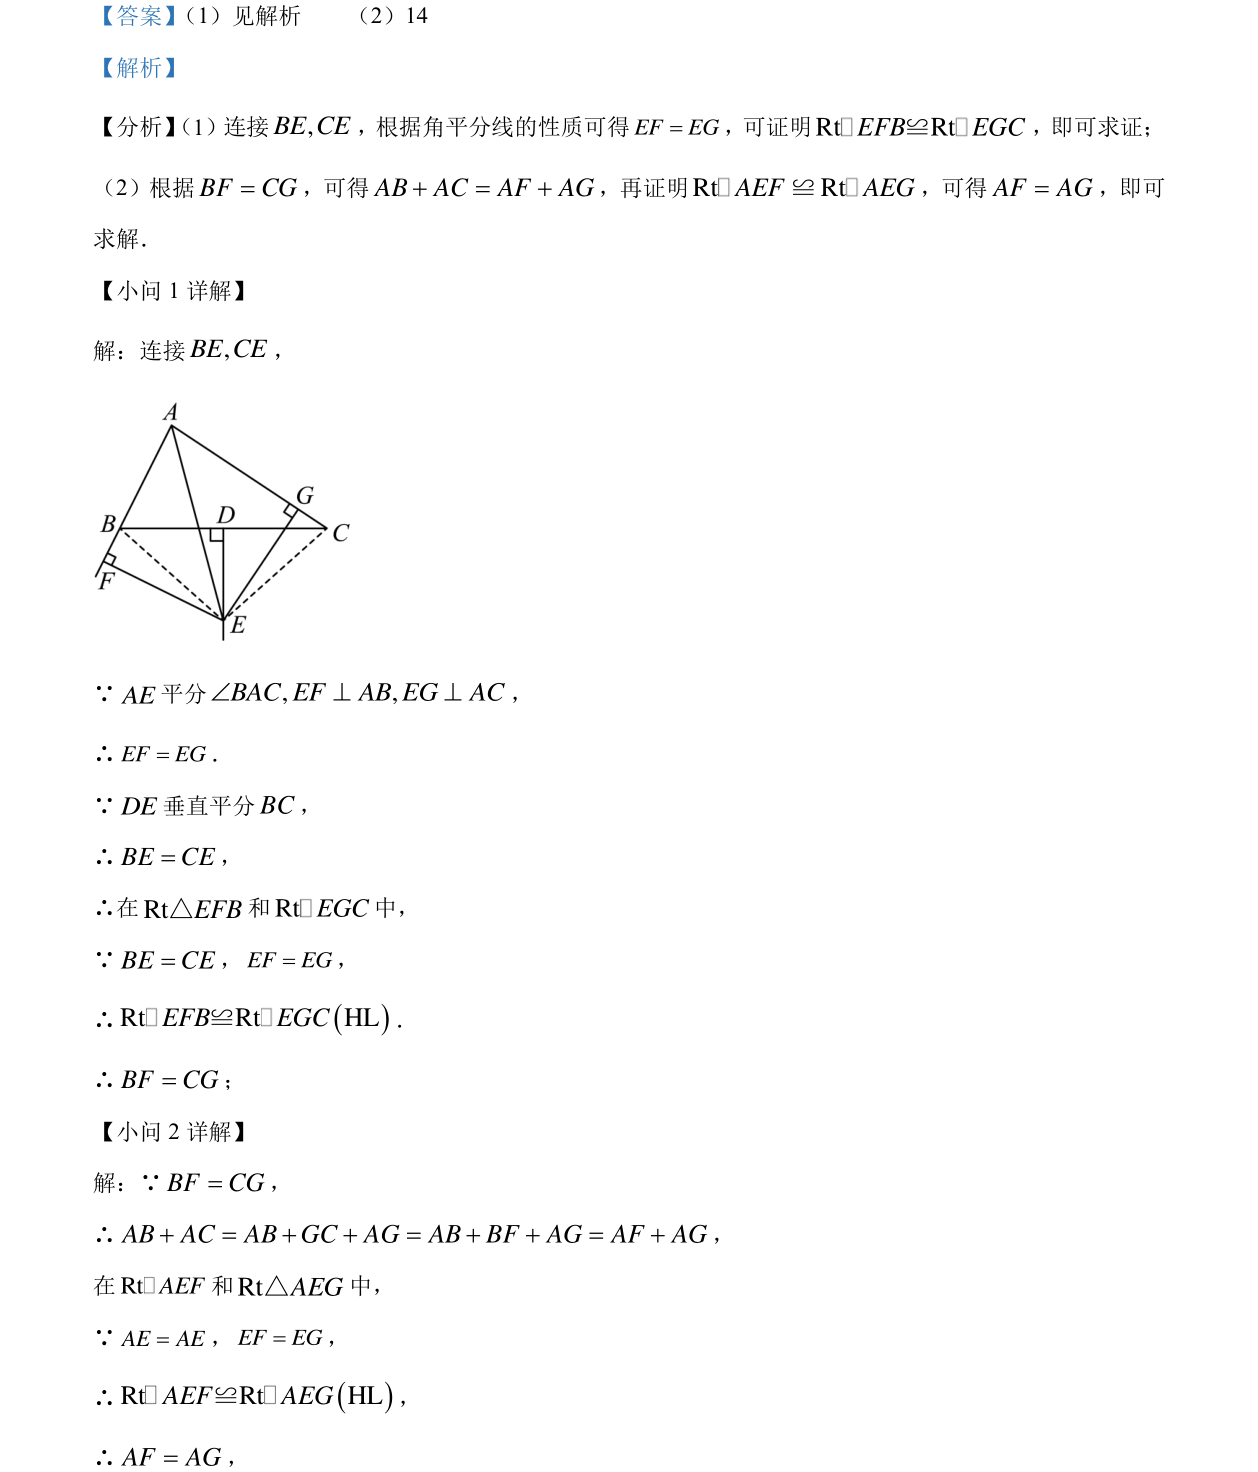 【答案】（1）见解析 （2）14
【解析】
【分析】（1）连接BE,CE，根据角平分线的性质可得EF=EG，可证明Rt□EFB≌Rt□EGC，即可求证；
（2）根据BF=CG，可得AB+AC=AF+AG，再证明Rt□AEF≌Rt□AEG，可得AF=AG，即可
求解．
【小问1详解】
解：连接BE,CE，
A
G
B
D
C
F
E
∵AE平分∠BAC,EF⊥AB,EG⊥AC，
∴EF=EG．
∵DE垂直平分BC，
∴BE=CE，
∴在Rt△EFB和Rt□EGC中，
∵BE=CE，EF=EG，
∴Rt□EFB≌Rt□EGC(HL)．
∴BF=CG；
【小问2详解】
解：∵BF=CG，
∴AB+AC=AB+GC+AG=AB+BF+AG=AF+AG，
在Rt□AEF和Rt△AEG中，
∵AE=AE，EF=EG，
∴Rt□AEF≌Rt□AEG(HL)，
∴AF=AG，